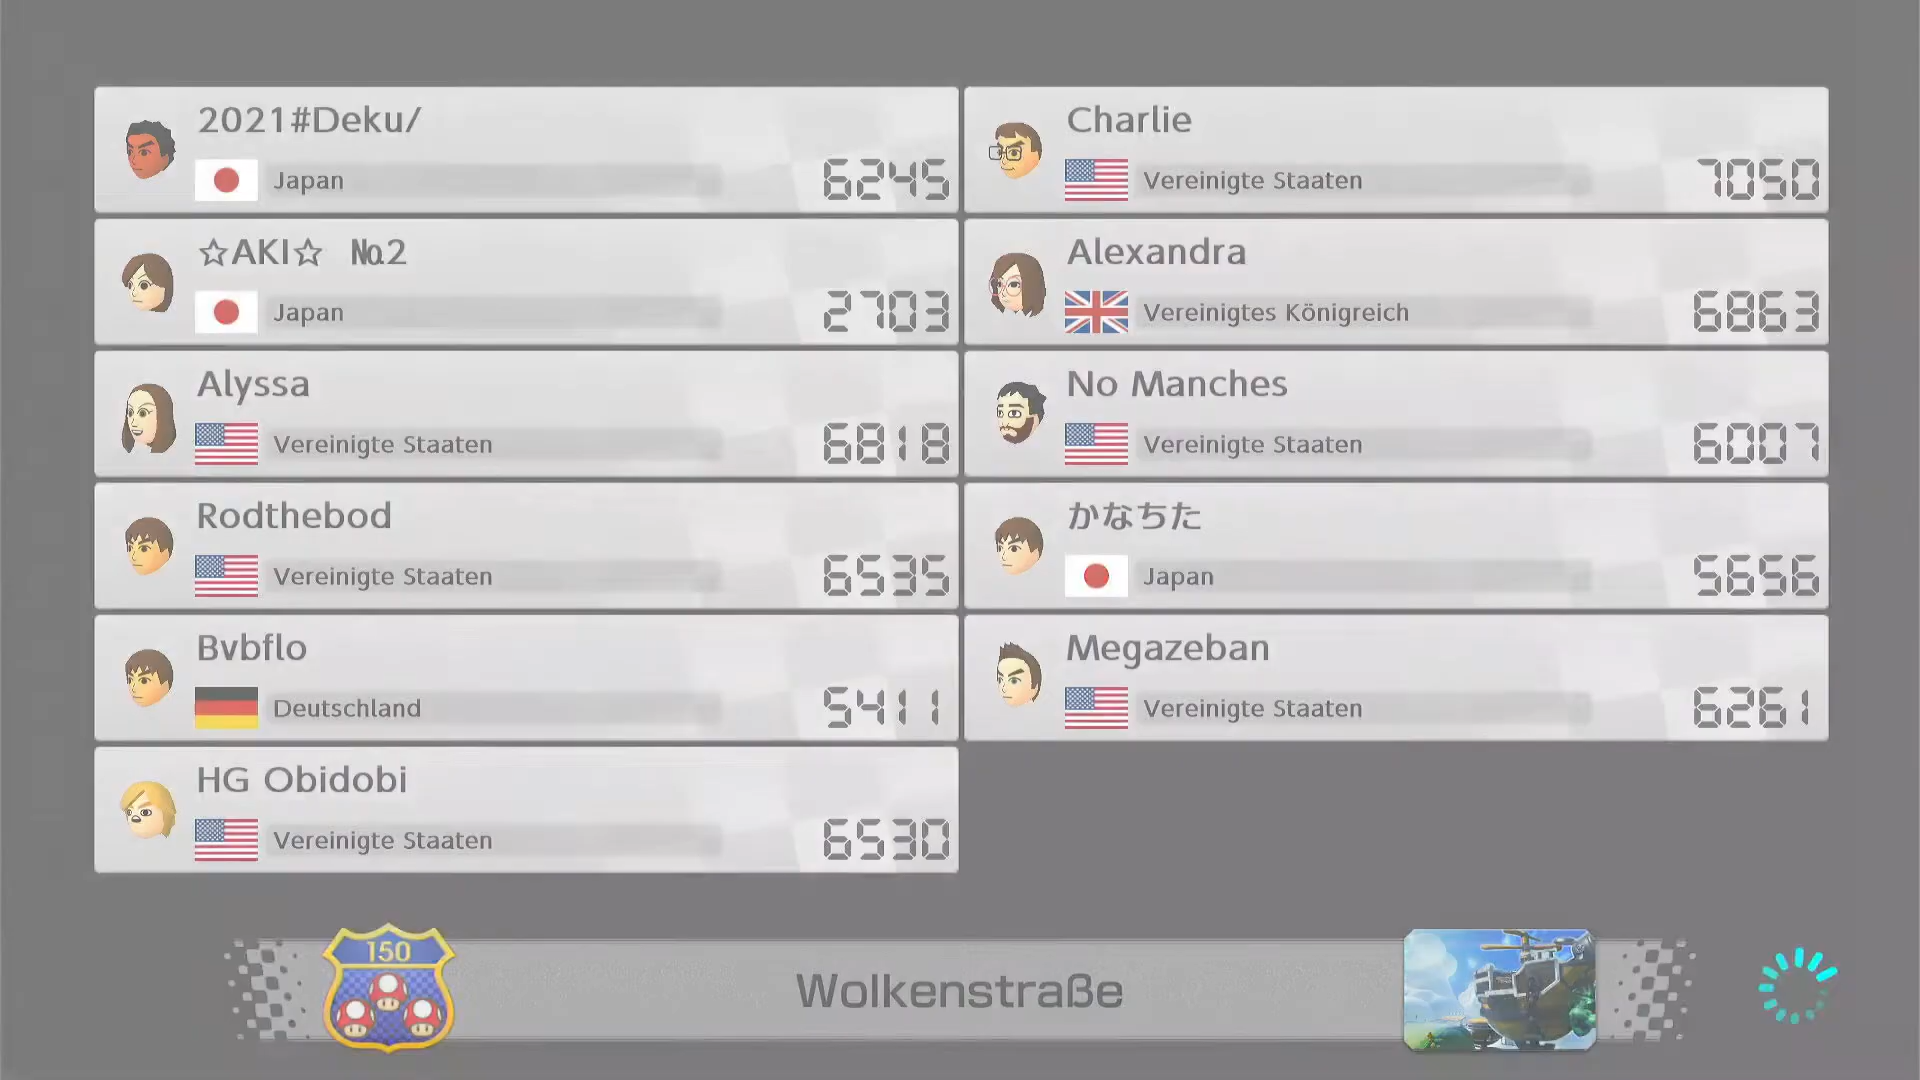 2021#Deku/
Japan
6245
Charlie
Vereinigte Staaten
7050
☆AKI☆ №2
Japan
2703
Alexandra
Vereinigtes Königreich
6863
Alyssa
Vereinigte Staaten
6818
No Manches
Vereinigte Staaten
6007
Rodthebod
Vereinigte Staaten
6535
かなちた
Japan
5656
Bvbflo
Deutschland
5411
Megazeban
Vereinigte Staaten
6261
HG Obidobi
Vereinigte Staaten
6530
150
Wolkenstraße